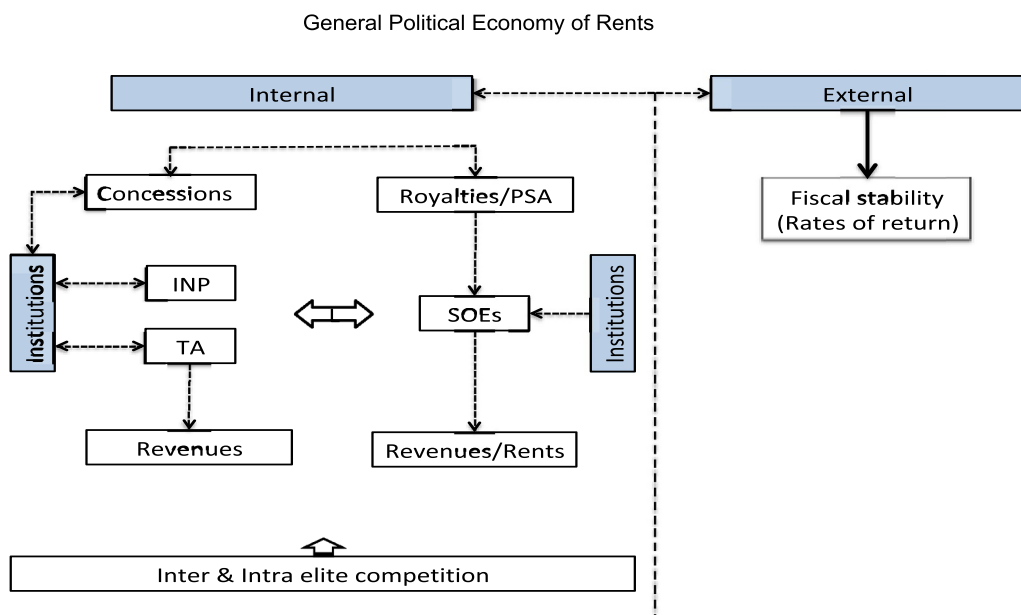 General Political Economy of Rents
Internal
External
Concessions
Royalties/PSA
Fiscal stability
(Rates of return)
Institutions
INP
SOEs
Institutions
TA
Revenues
Revenues/Rents
Inter & Intra elite competition